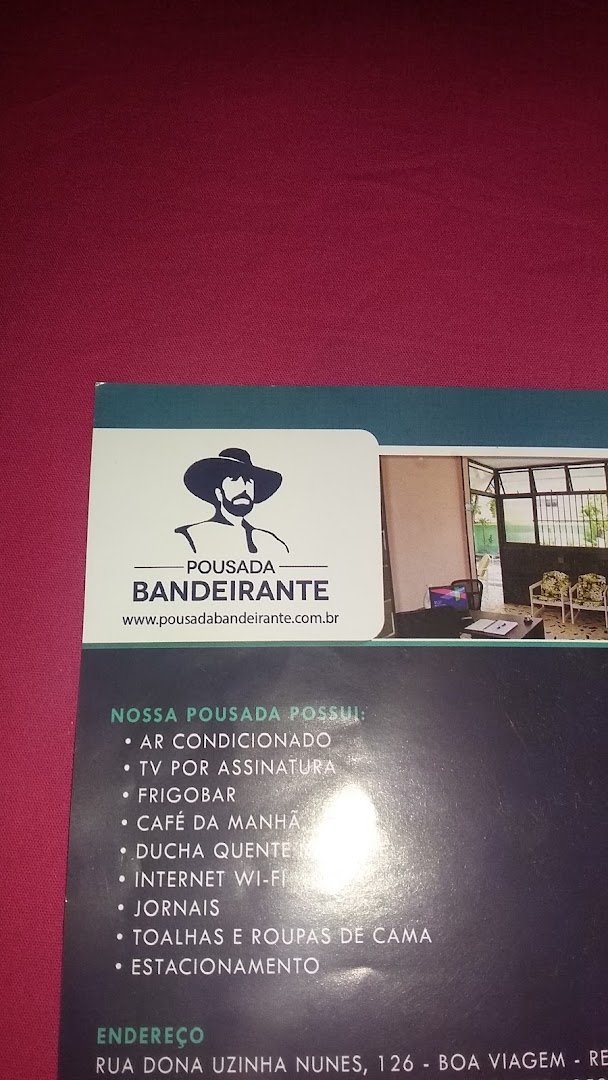 POUSADA
BANDEIRANTE
www.pousadabandeirante.com.br
NOSSA POUSADA POSSUI:
• AR CONDICIONADO
• TV POR ASSINATURA
• FRIGOBAR
• CAFÉ DA MANHÃ
• DUCHA QUENTE
• INTERNET WI-FI
• JORNAIS
• TOALHAS E ROUPAS DE CAMA
• ESTACIONAMENTO
ENDEREÇO
RUA DONA UZINHA NUNES, 126 - BOA VIAGEM - RE